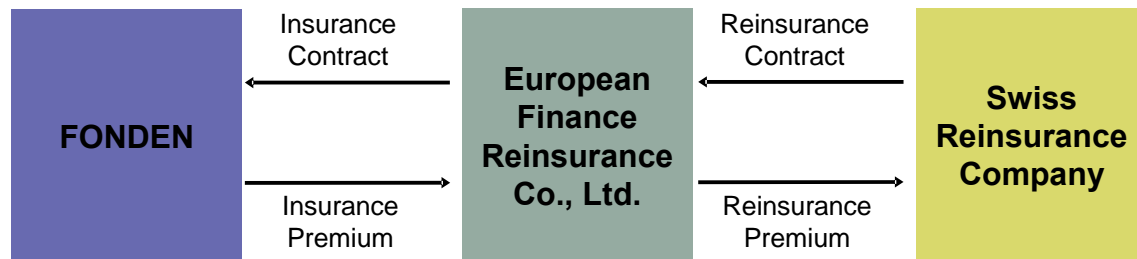 Insurance
Contract
Reinsurance
Contract
FONDEN
European
Finance
Reinsurance
Co., Ltd.
Swiss
Reinsurance
Company
Insurance
Premium
Reinsurance
Premium